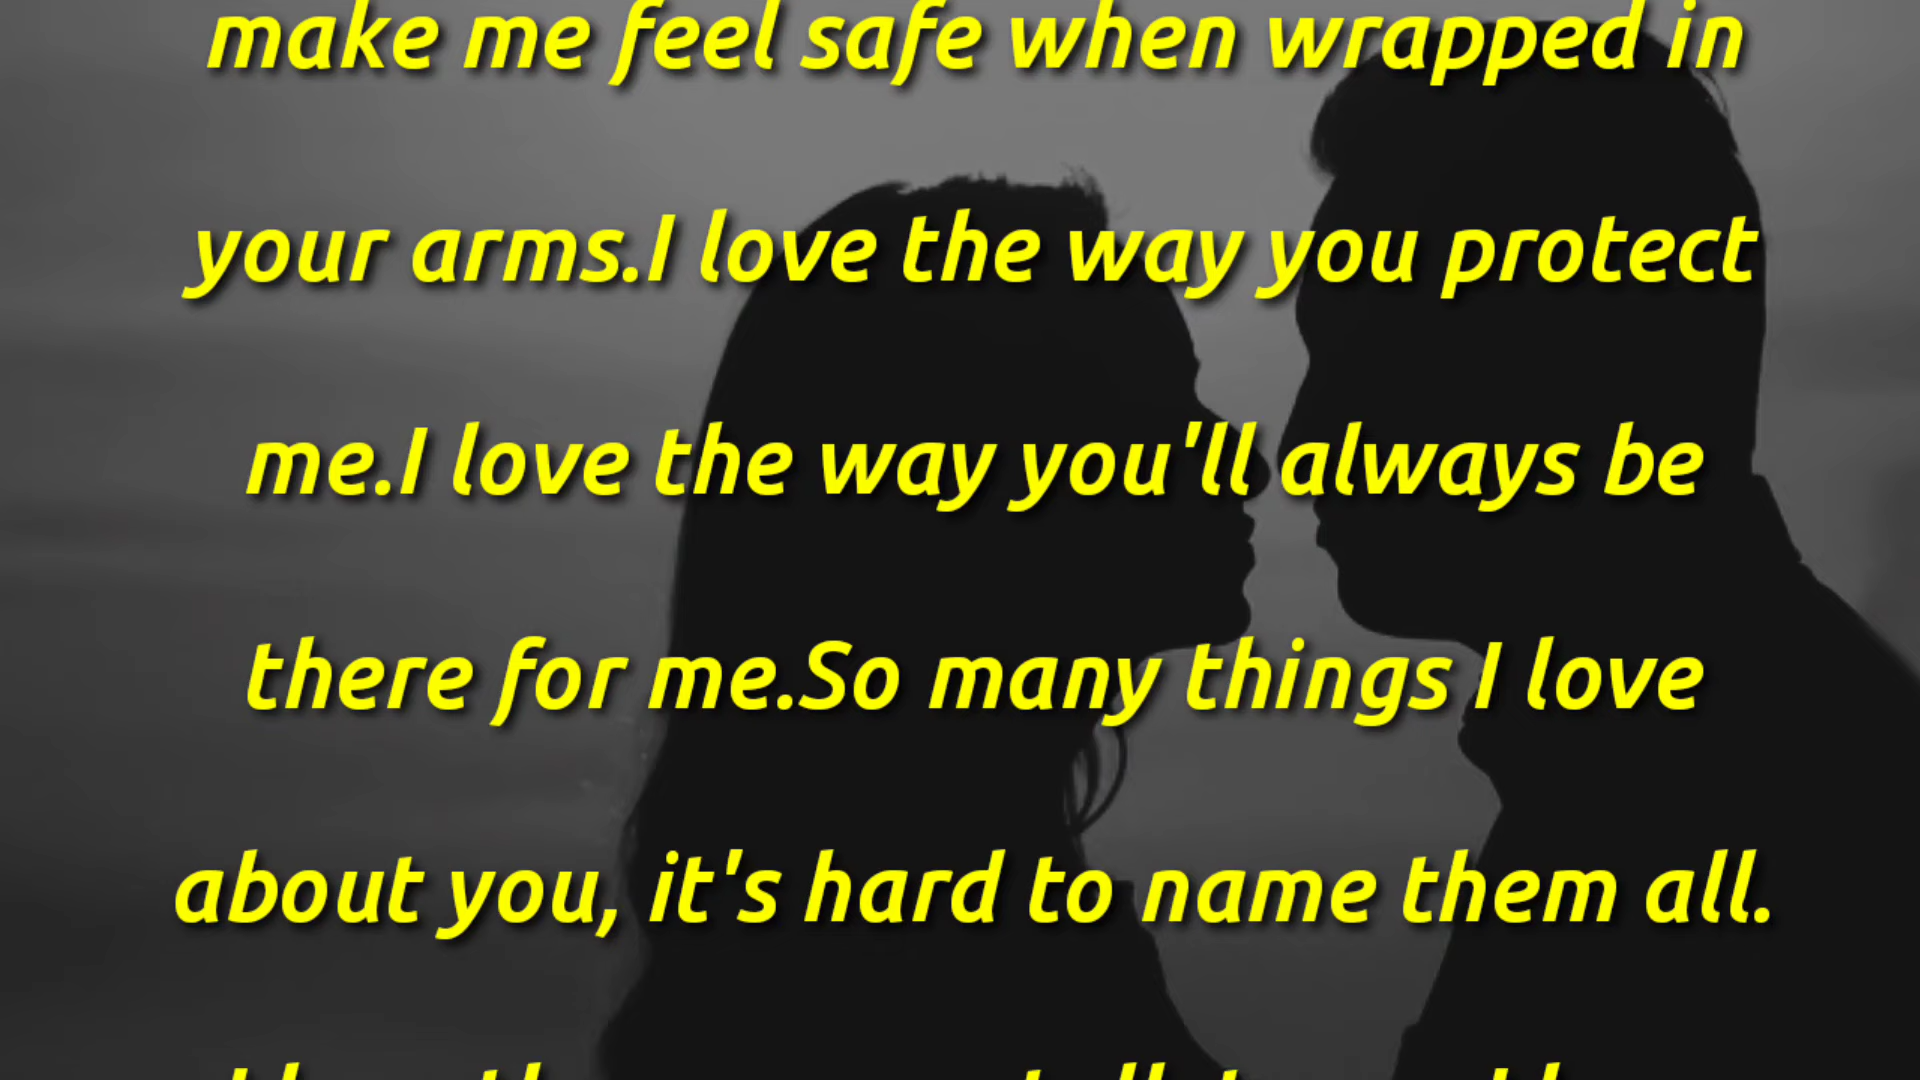 make me feel safe when wrapped in
your arms.I love the way you protect
me.I love the way you'll always be
there for me.So many things I love
about you, it's hard to name them all.